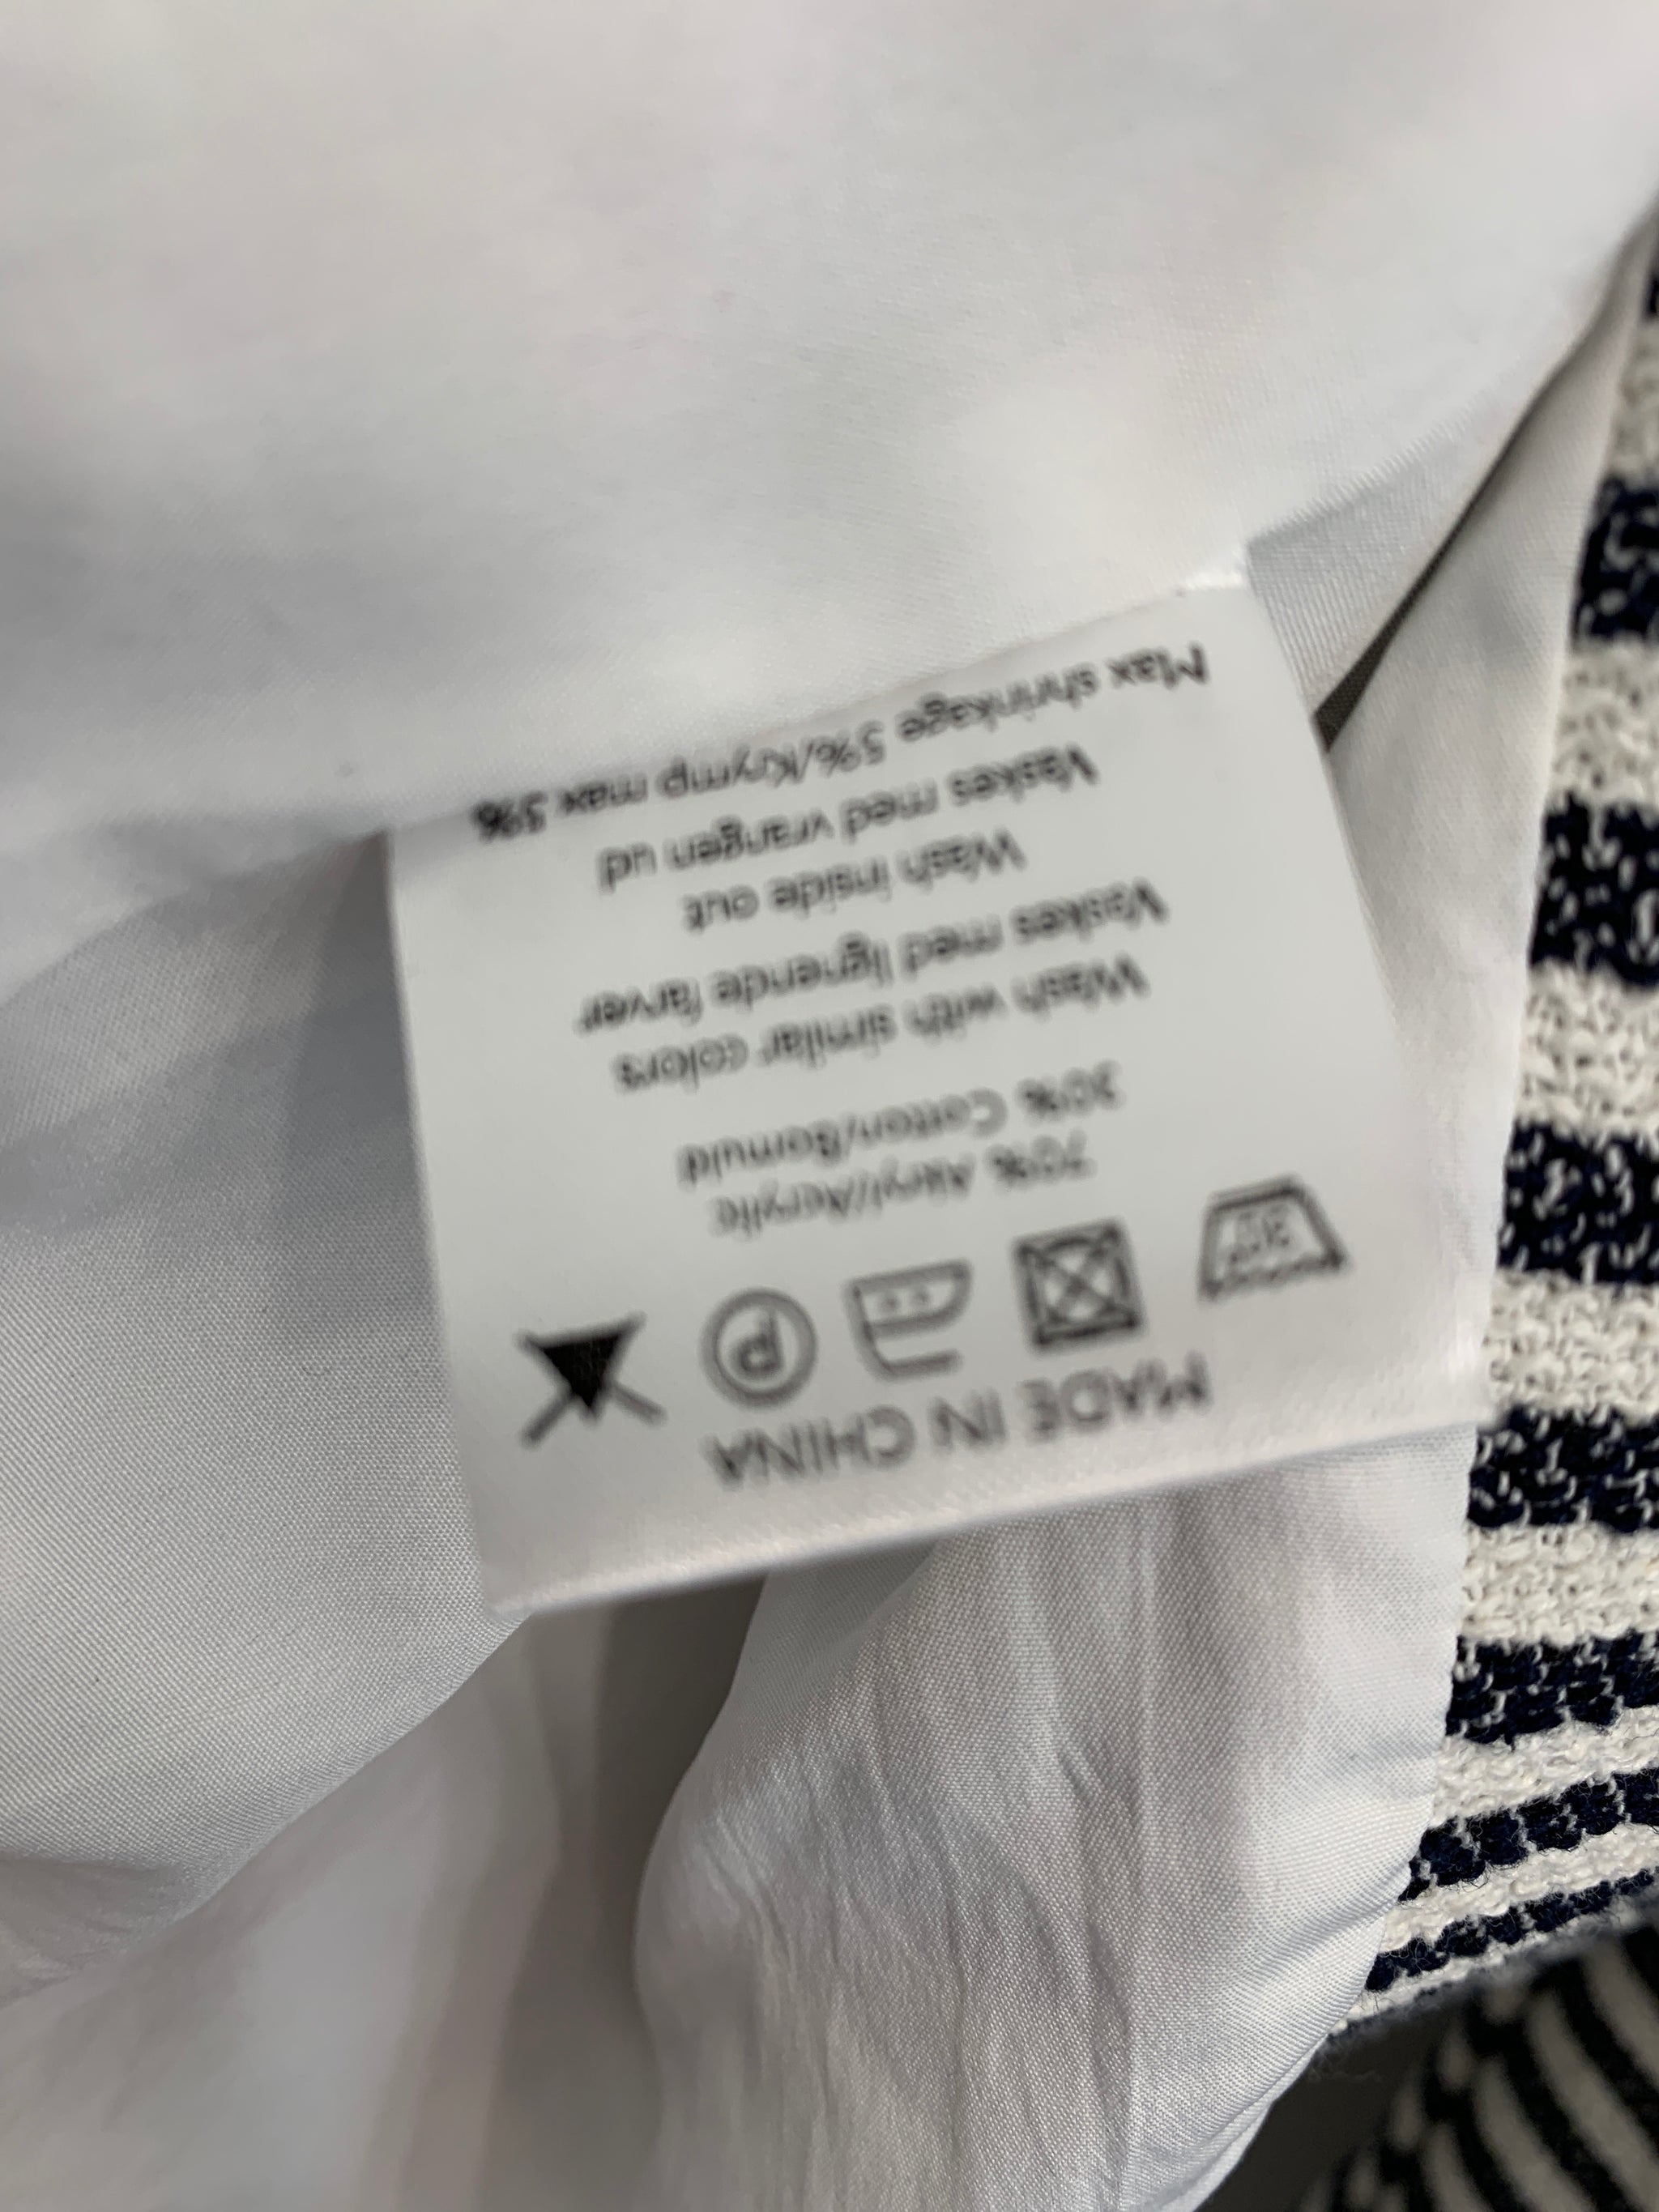 MADE IN CHINA
30° P
70% Akryl/Acrylic
30% Cotton/Bomuld
Wash with similar colors
Vaskes med lignende farver
Wash inside out
Vaskes med vrangen ud
Max shrinkage 5%/Krymp max 5%